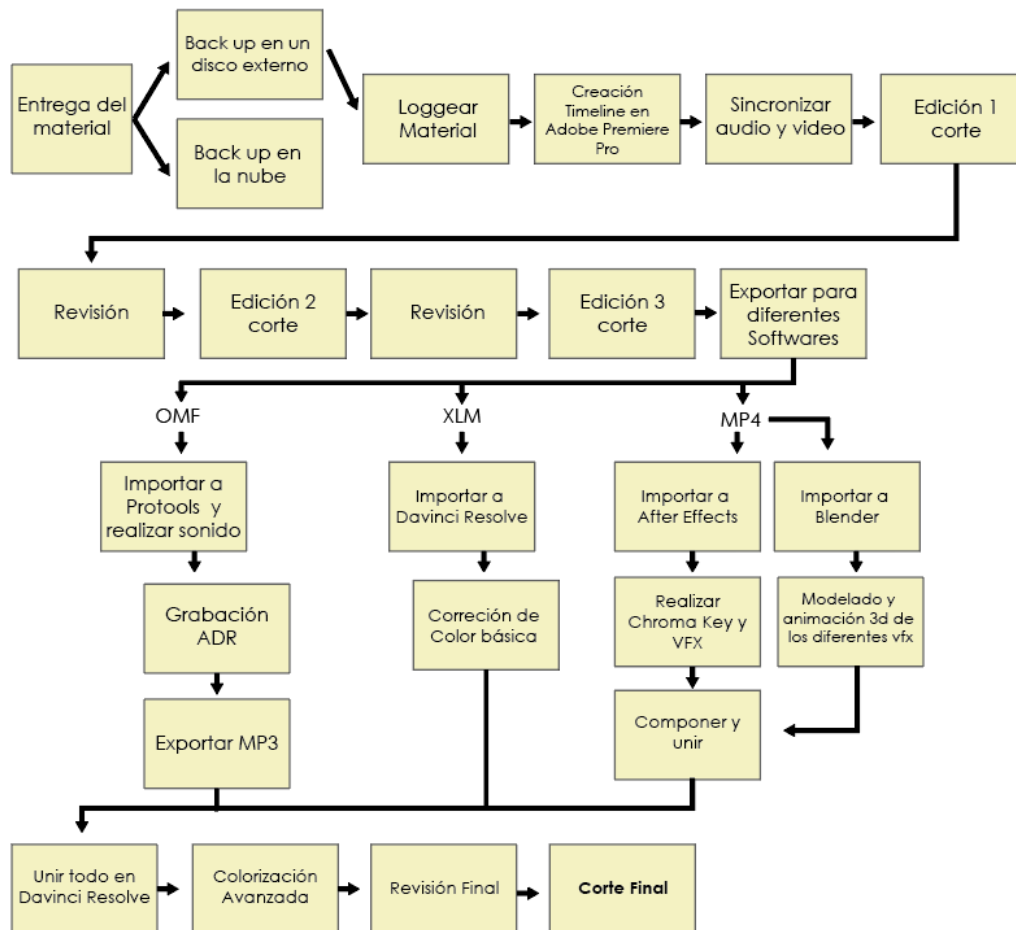 Entrega del
material
Back up en un
disco externo
Back up en
la nube
Loggear
Material
Creación
Timeline en
Adobe Premiere
Pro
Sincronizar
audio y video
Edición 1
corte
Revisión
Edición 2
corte
Revisión
Edición 3
corte
Exportar para
diferentes
Softwares
OMF
XLM
MP4
Importar a
Protools y
realizar sonido
Importar a
Davinci Resolve
Importar a
After Effects
Importar a
Blender
Grabación
ADR
Correción de
Color básica
Realizar
Chroma Key y
VFX
Modelado y
animación 3d de
los diferentes vfx
Exportar MP3
Componer y
unir
Unir todo en
Davinci Resolve
Colorización
Avanzada
Revisión Final
Corte Final